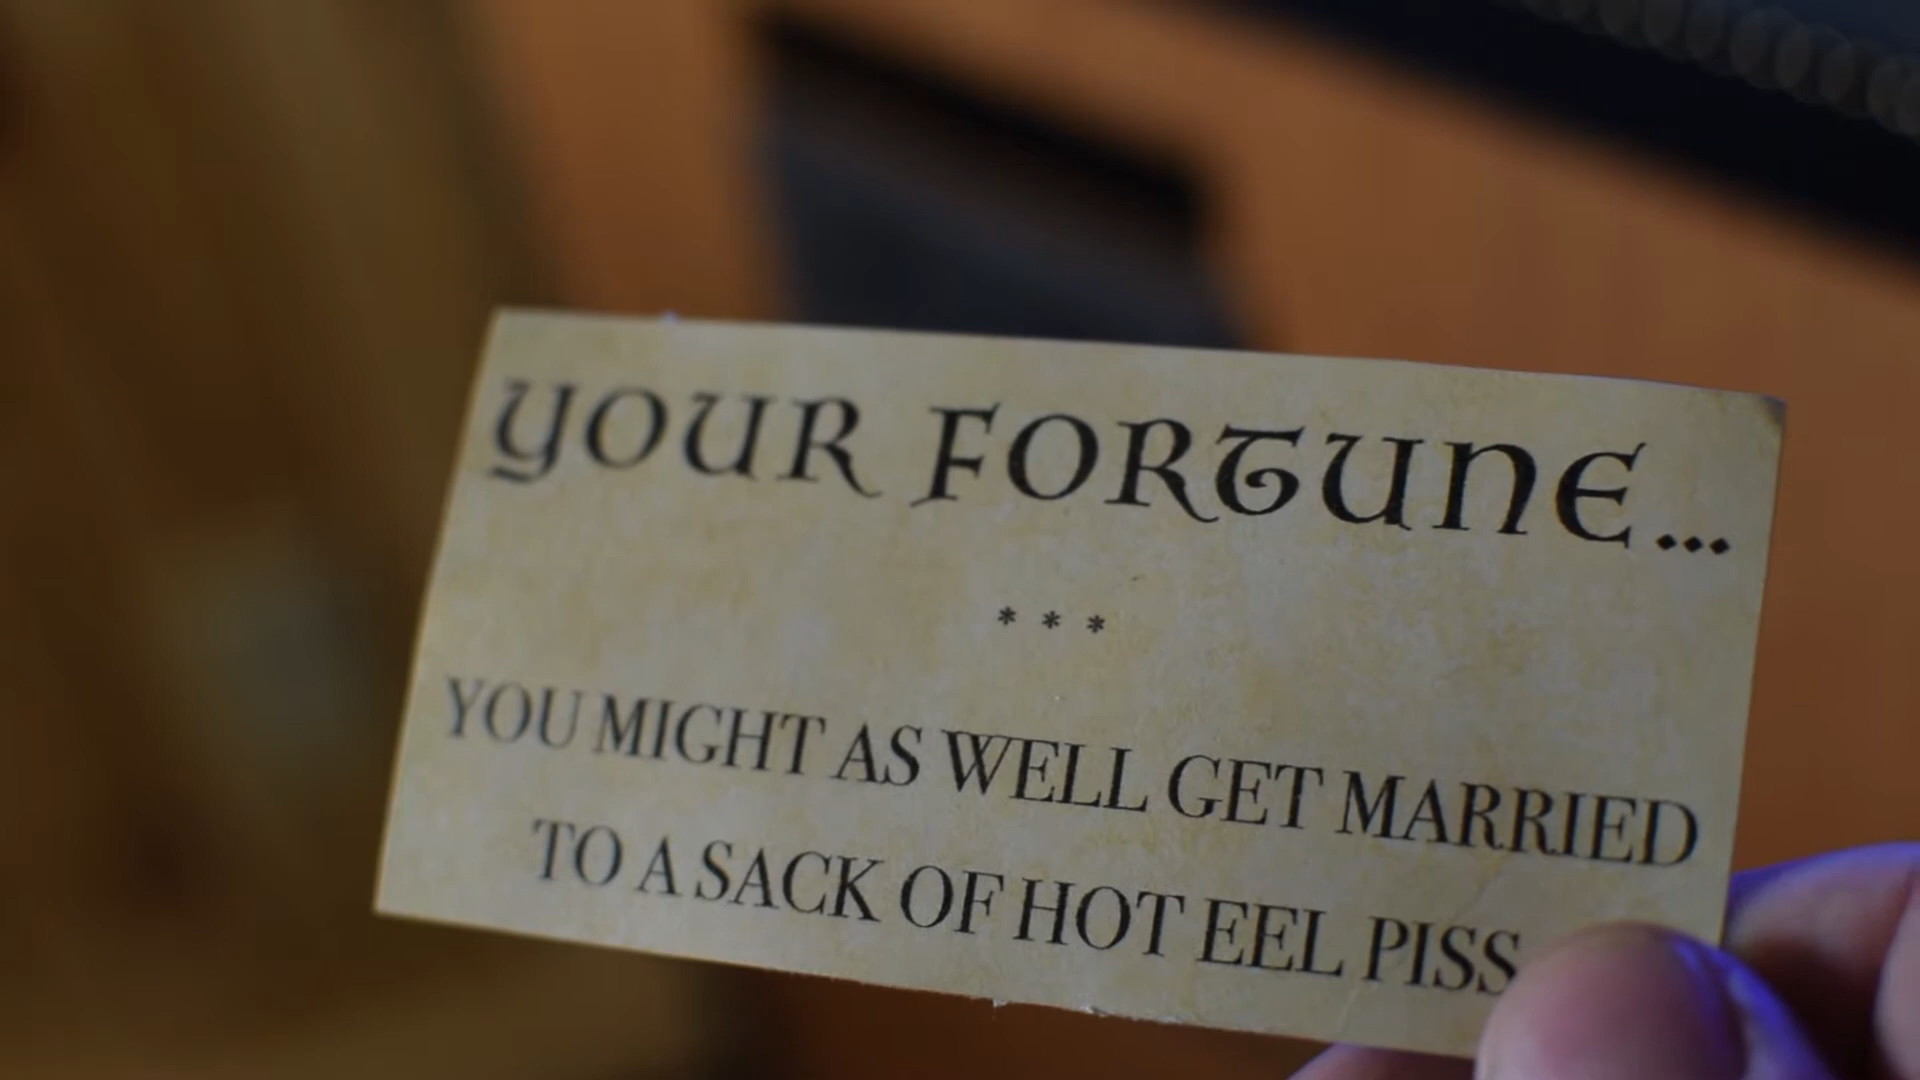 YOUR FORTUNE...
* * *
YOU MIGHT AS WELL GET MARRIED
TO A SACK OF HOT EEL PISS